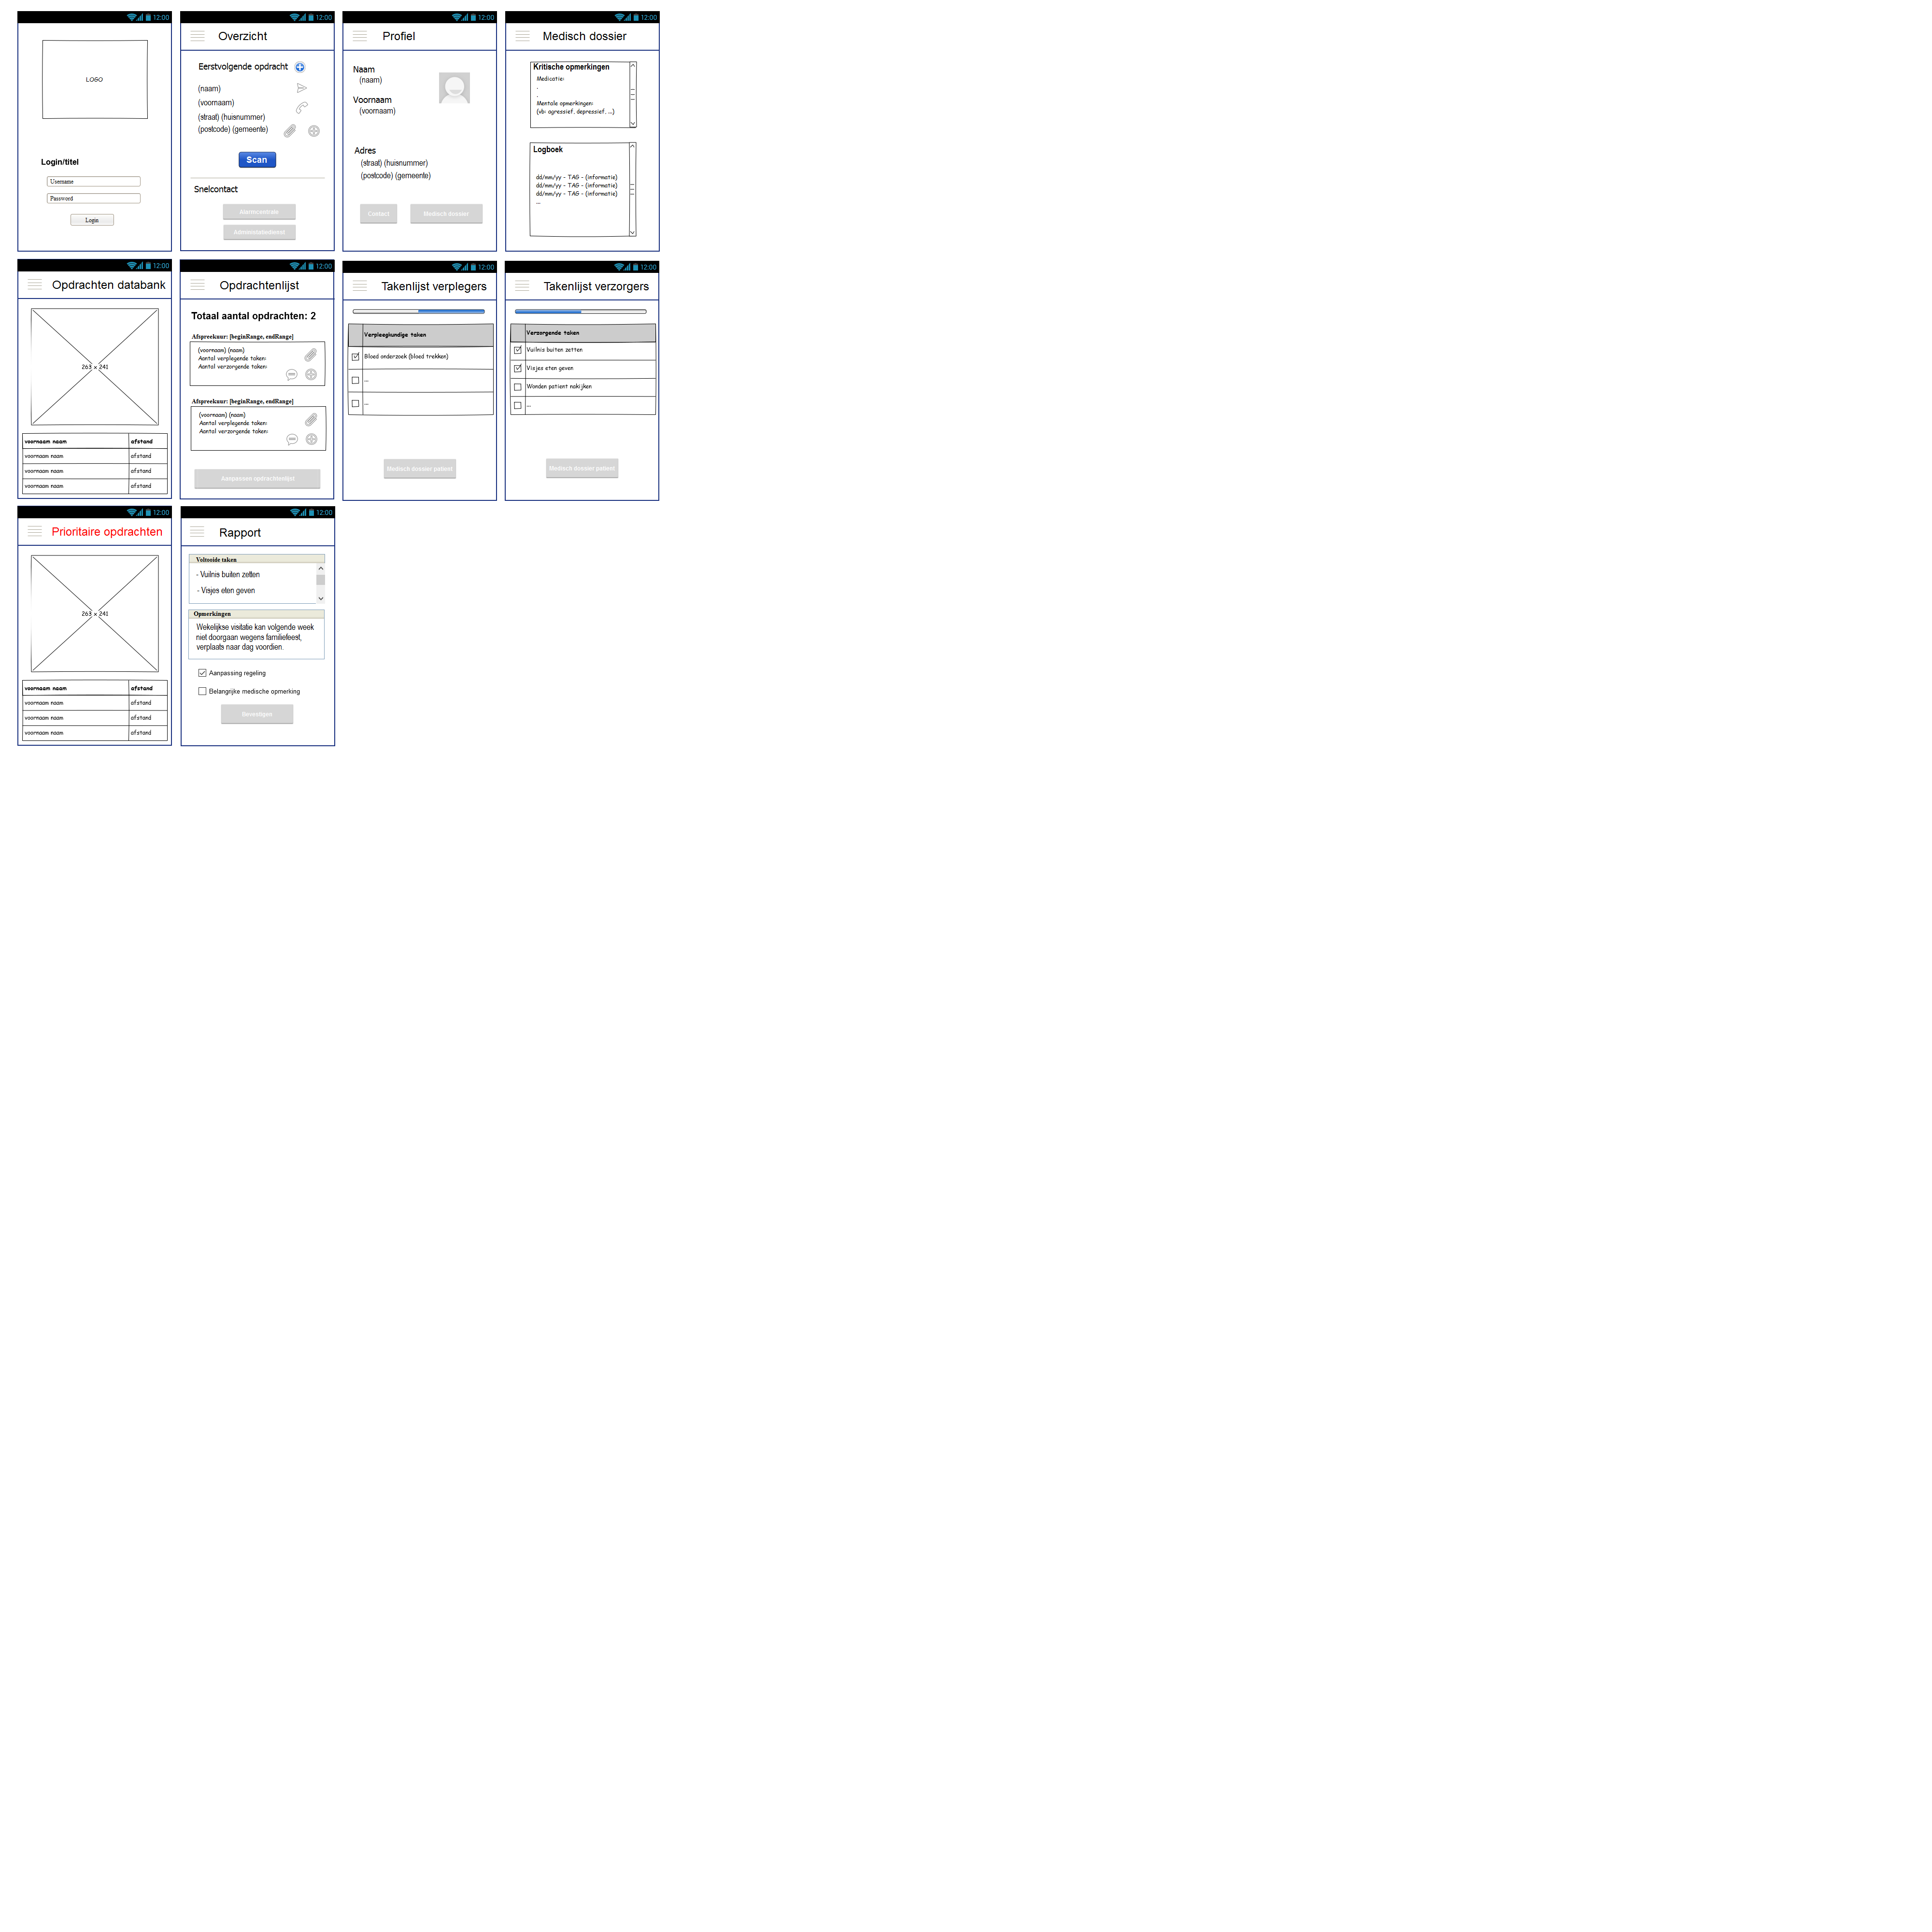 12:00
LOGO
Login/titel
Username
Password
Login
12:00
Overzicht
Eerstvolgende opdracht
(naam)
(voornaam)
(straat) (huisnummer)
(postcode) (gemeente)
Scan
Snelcontact
Alarmcentrale
Administratiedienst
12:00
Profiel
Naam
(naam)
Voornaam
(voornaam)
Adres
(straat) (huisnummer)
(postcode) (gemeente)
Contact
Medisch dossier
12:00
Medisch dossier
Kritische opmerkingen
Medicatie:
.
.
Mentale opmerkingen:
(vb: agressief, depressief, ...)
Logboek
dd/mm/yy - TAG - (informatie)
dd/mm/yy - TAG - (informatie)
dd/mm/yy - TAG - (informatie)
...
12:00
Opdrachten databank
263 x 241
voornaam naam afstand
voornaam naam afstand
voornaam naam afstand
voornaam naam afstand
12:00
Opdrachtenlijst
Totaal aantal opdrachten: 2
Afspreekuur: [beginRange, endRange]
(voornaam) (naam)
Aantal verplegende taken:
Aantal verzorgende taken:
Afspreekuur: [beginRange, endRange]
(voornaam) (naam)
Aantal verplegende taken:
Aantal verzorgende taken:
Aanpassen opdrachtenlijst
12:00
Takenlijst verplegers
Verpleegkundige taken
Bloed onderzoek (bloed trekken)
...
...
Medisch dossier patient
12:00
Takenlijst verzorgers
Verzorgende taken
Vuilnis buiten zetten
Visjes eten geven
Wonden patient nakijken
...
Medisch dossier patient
12:00
Prioritaire opdrachten
263 x 241
voornaam naam afstand
voornaam naam afstand
voornaam naam afstand
voornaam naam afstand
12:00
Rapport
Voltooide taken
- Vuilnis buiten zetten
- Visjes eten geven
Opmerkingen
Wekelijkse visitatie kan volgende week
niet doorgaan wegens familiefeest,
verplaats naar dag voordien.
Aanpassing regeling
Belangrijke medische opmerking
Bevestigen